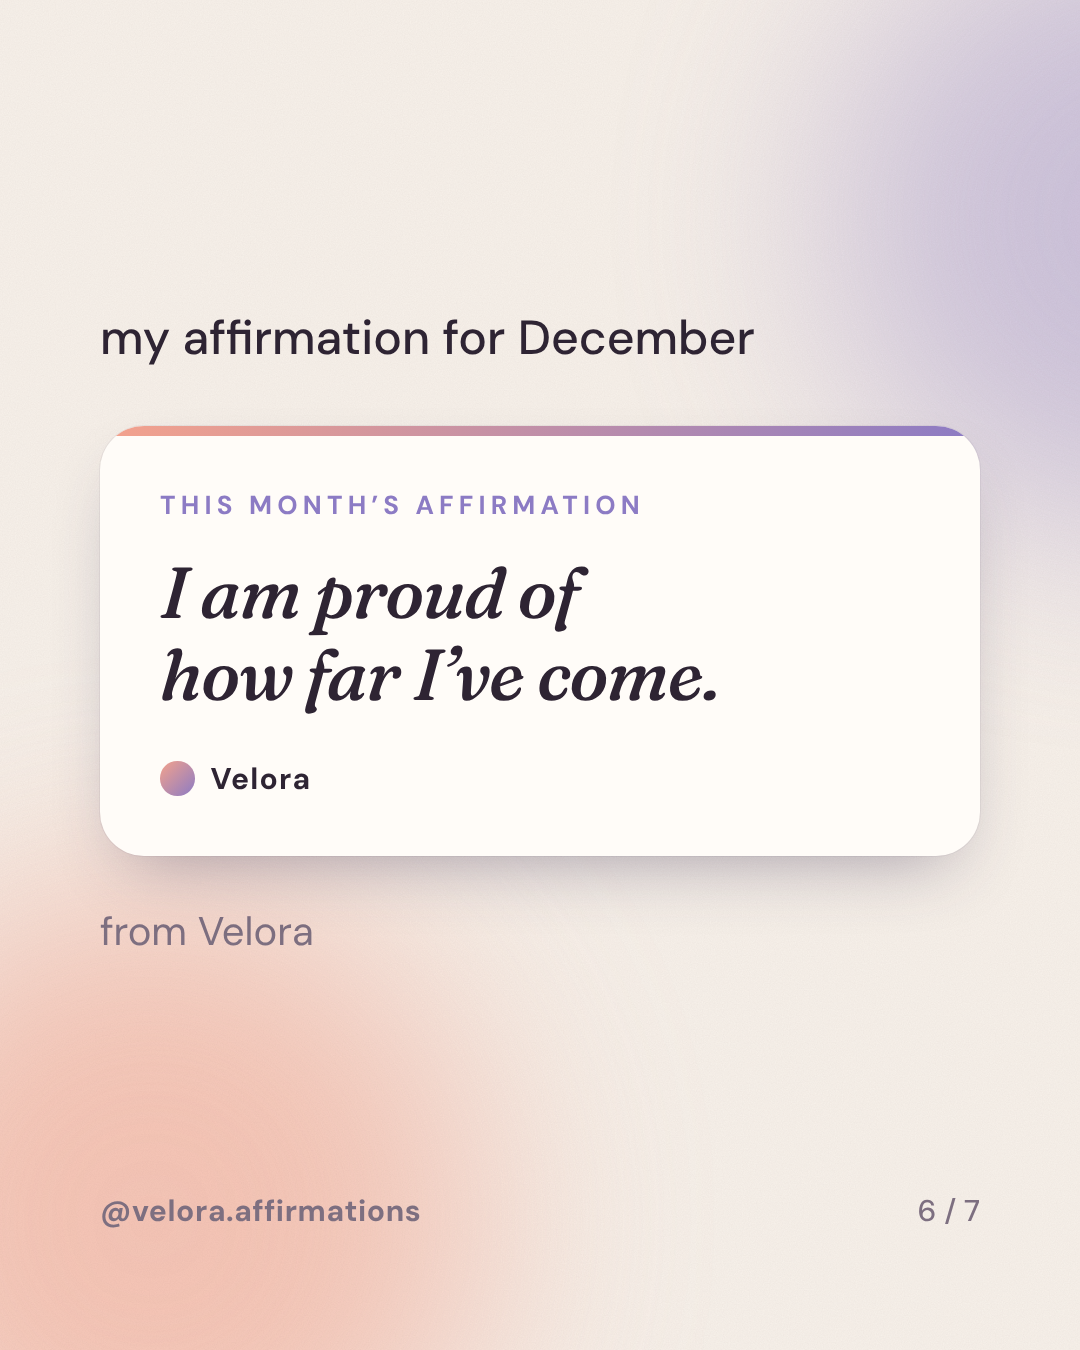 my affirmation for December
THIS MONTH’S AFFIRMATION
I am proud of
how far I’ve come.
Velora
from Velora
@velora.affirmations
6 / 7